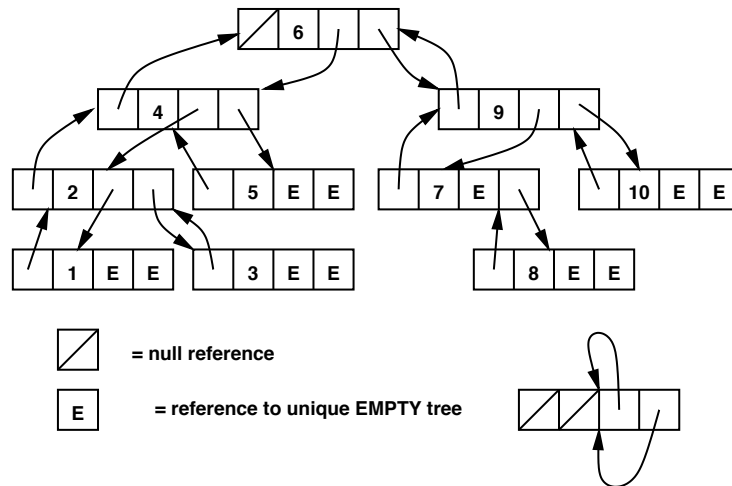 6
4 9
2 5 E E 7 E 10 E E
1 E E 3 E E 8 E E
= null reference
E = reference to unique EMPTY tree